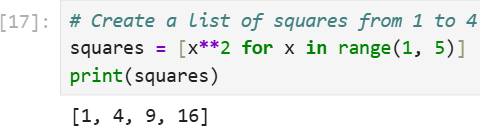 [17]: # Create a list of squares from 1 to 4
squares = [x**2 for x in range(1, 5)]
print(squares)
[1, 4, 9, 16]